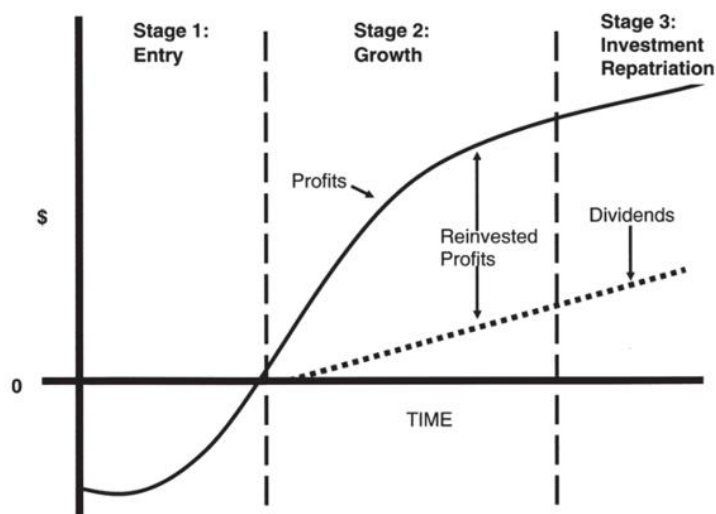 Stage 1:
Entry
Stage 2:
Growth
Stage 3:
Investment
Repatriation
Profits
$
Reinvested
Profits
Dividends
0
TIME